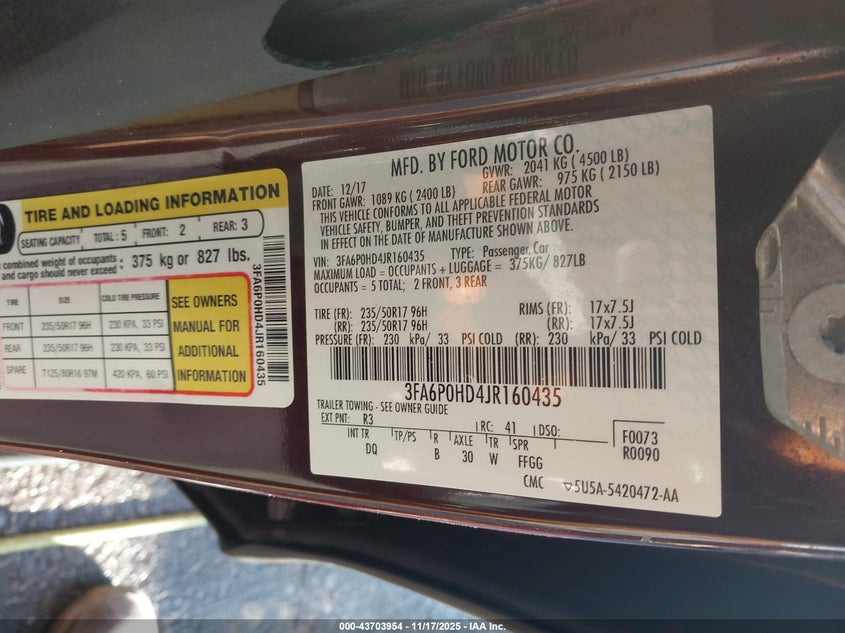 TIRE AND LOADING INFORMATION
SEATING CAPACITY TOTAL: 5 FRONT: 2 REAR: 3
combined weight of occupants and cargo should never exceed: 375 kg or 827 lbs.
TIRE SIZE COLD TIRE PRESSURE
FRONT 235/50R17 96H 230 KPA, 33 PSI
REAR 235/50R17 96H 230 KPA, 33 PSI
SPARE T125/80R16 97M 420 KPA, 60 PSI
SEE OWNERS
MANUAL FOR
ADDITIONAL
INFORMATION
3FA6P0HD4JR160435
MFD. BY FORD MOTOR CO.
DATE: 12/17 GVWR: 2041 KG ( 4500 LB)
FRONT GAWR: 1089 KG ( 2400 LB) REAR GAWR: 975 KG ( 2150 LB)
THIS VEHICLE CONFORMS TO ALL APPLICABLE FEDERAL MOTOR
VEHICLE SAFETY, BUMPER, AND THEFT PREVENTION STANDARDS
IN EFFECT ON THE DATE OF MANUFACTURE SHOWN ABOVE.
VIN: 3FA6P0HD4JR160435 TYPE: Passenger Car
MAXIMUM LOAD = OCCUPANTS + LUGGAGE = 375KG/ 827LB
OCCUPANTS = 5 TOTAL; 2 FRONT, 3 REAR
TIRE (FR): 235/50R17 96H RIMS (FR): 17x7.5J
(RR): 235/50R17 96H (RR): 17x7.5J
PRESSURE (FR): 230 kPa/ 33 PSI COLD (RR): 230 kPa/ 33 PSI COLD
3FA6P0HD4JR160435
TRAILER TOWING - SEE OWNER GUIDE
EXT PNT: R3 RC: 41 DSO: F0073
INT TR TP/PS R AXLE TR SPR R0090
DQ B 30 W FFGG
CMC 5U5A-5420472-AA
000-43703954 | 11/17/2025 | IAA Inc.